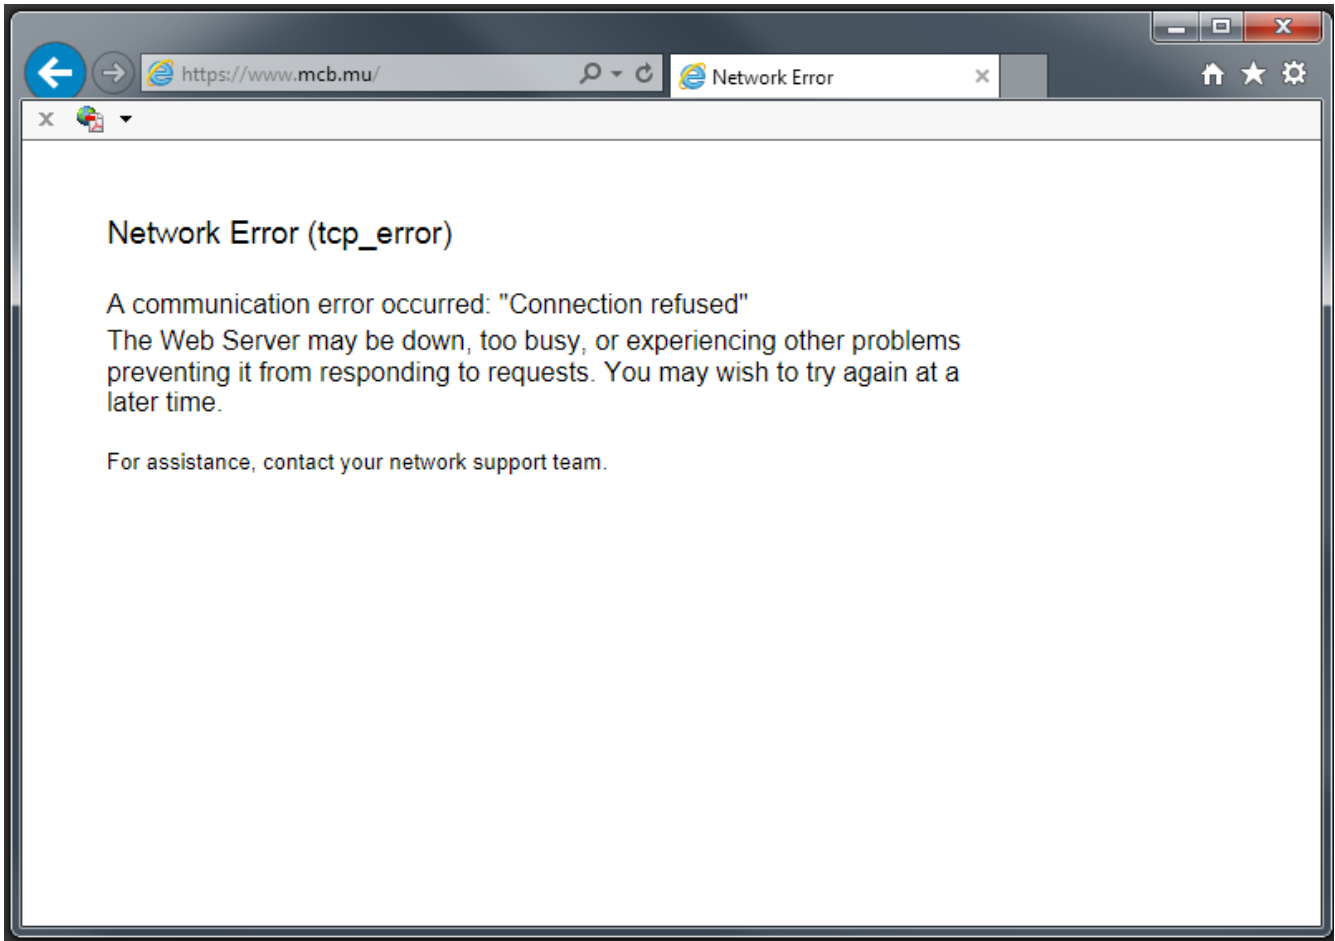 https://www.mcb.mu/
Network Error
Network Error (tcp_error)
A communication error occurred: "Connection refused"
The Web Server may be down, too busy, or experiencing other problems
preventing it from responding to requests. You may wish to try again at a
later time.
For assistance, contact your network support team.